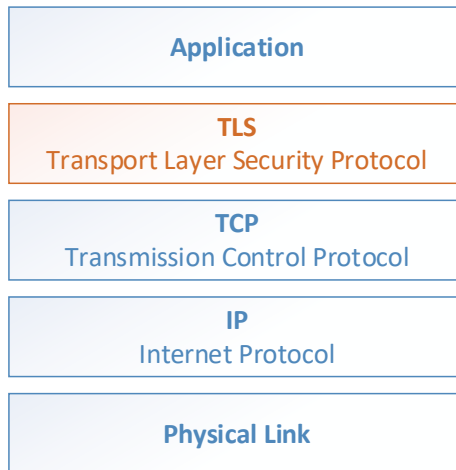 Application
TLS
Transport Layer Security Protocol
TCP
Transmission Control Protocol
IP
Internet Protocol
Physical Link